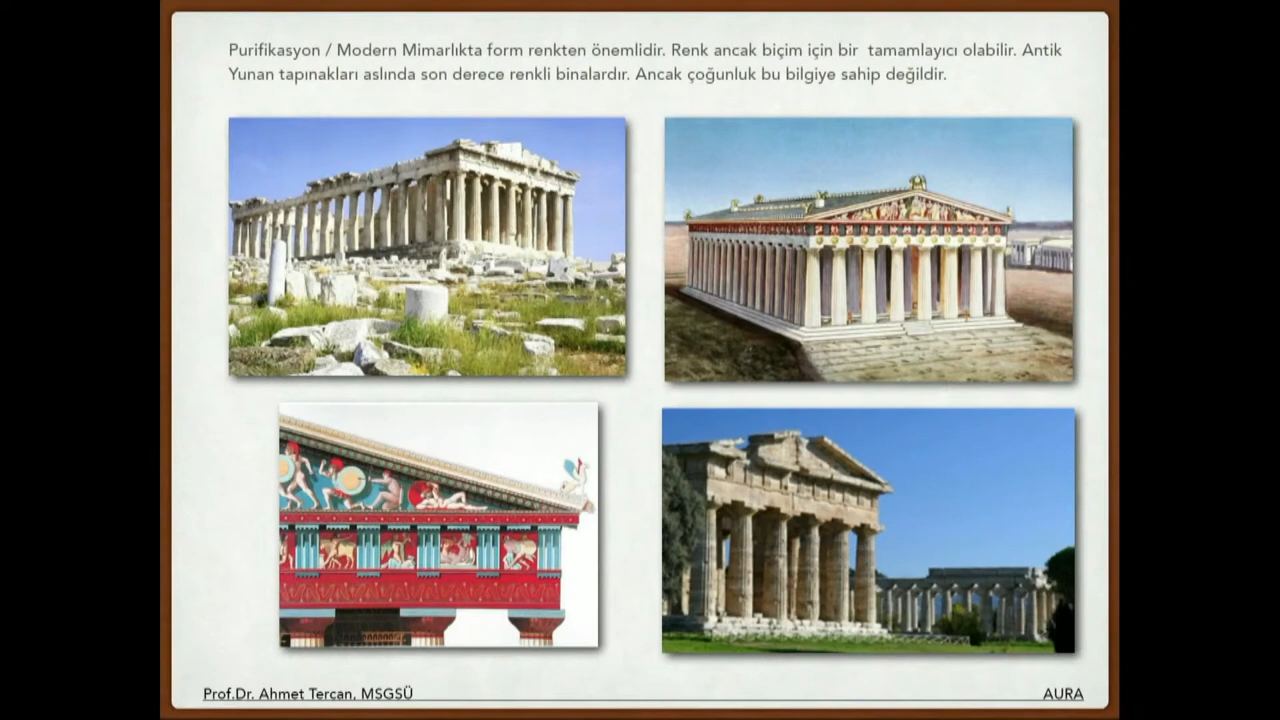 Purifikasyon / Modern Mimarlıkta form renkten önemlidir. Renk ancak biçim için bir tamamlayıcı olabilir. Antik
Yunan tapınakları aslında son derece renkli binalardır. Ancak çoğunluk bu bilgiye sahip değildir.
Prof.Dr. Ahmet Tercan, MSGSÜ
AURA